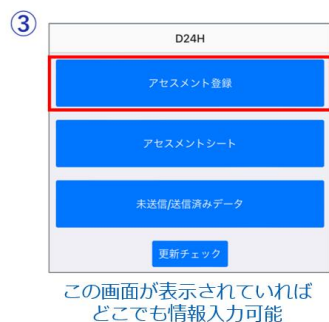 ③
D24H
アセスメント登録
アセスメントシート
未送信/送信済みデータ
更新チェック
この画面が表示されていれば
どこでも情報入力可能